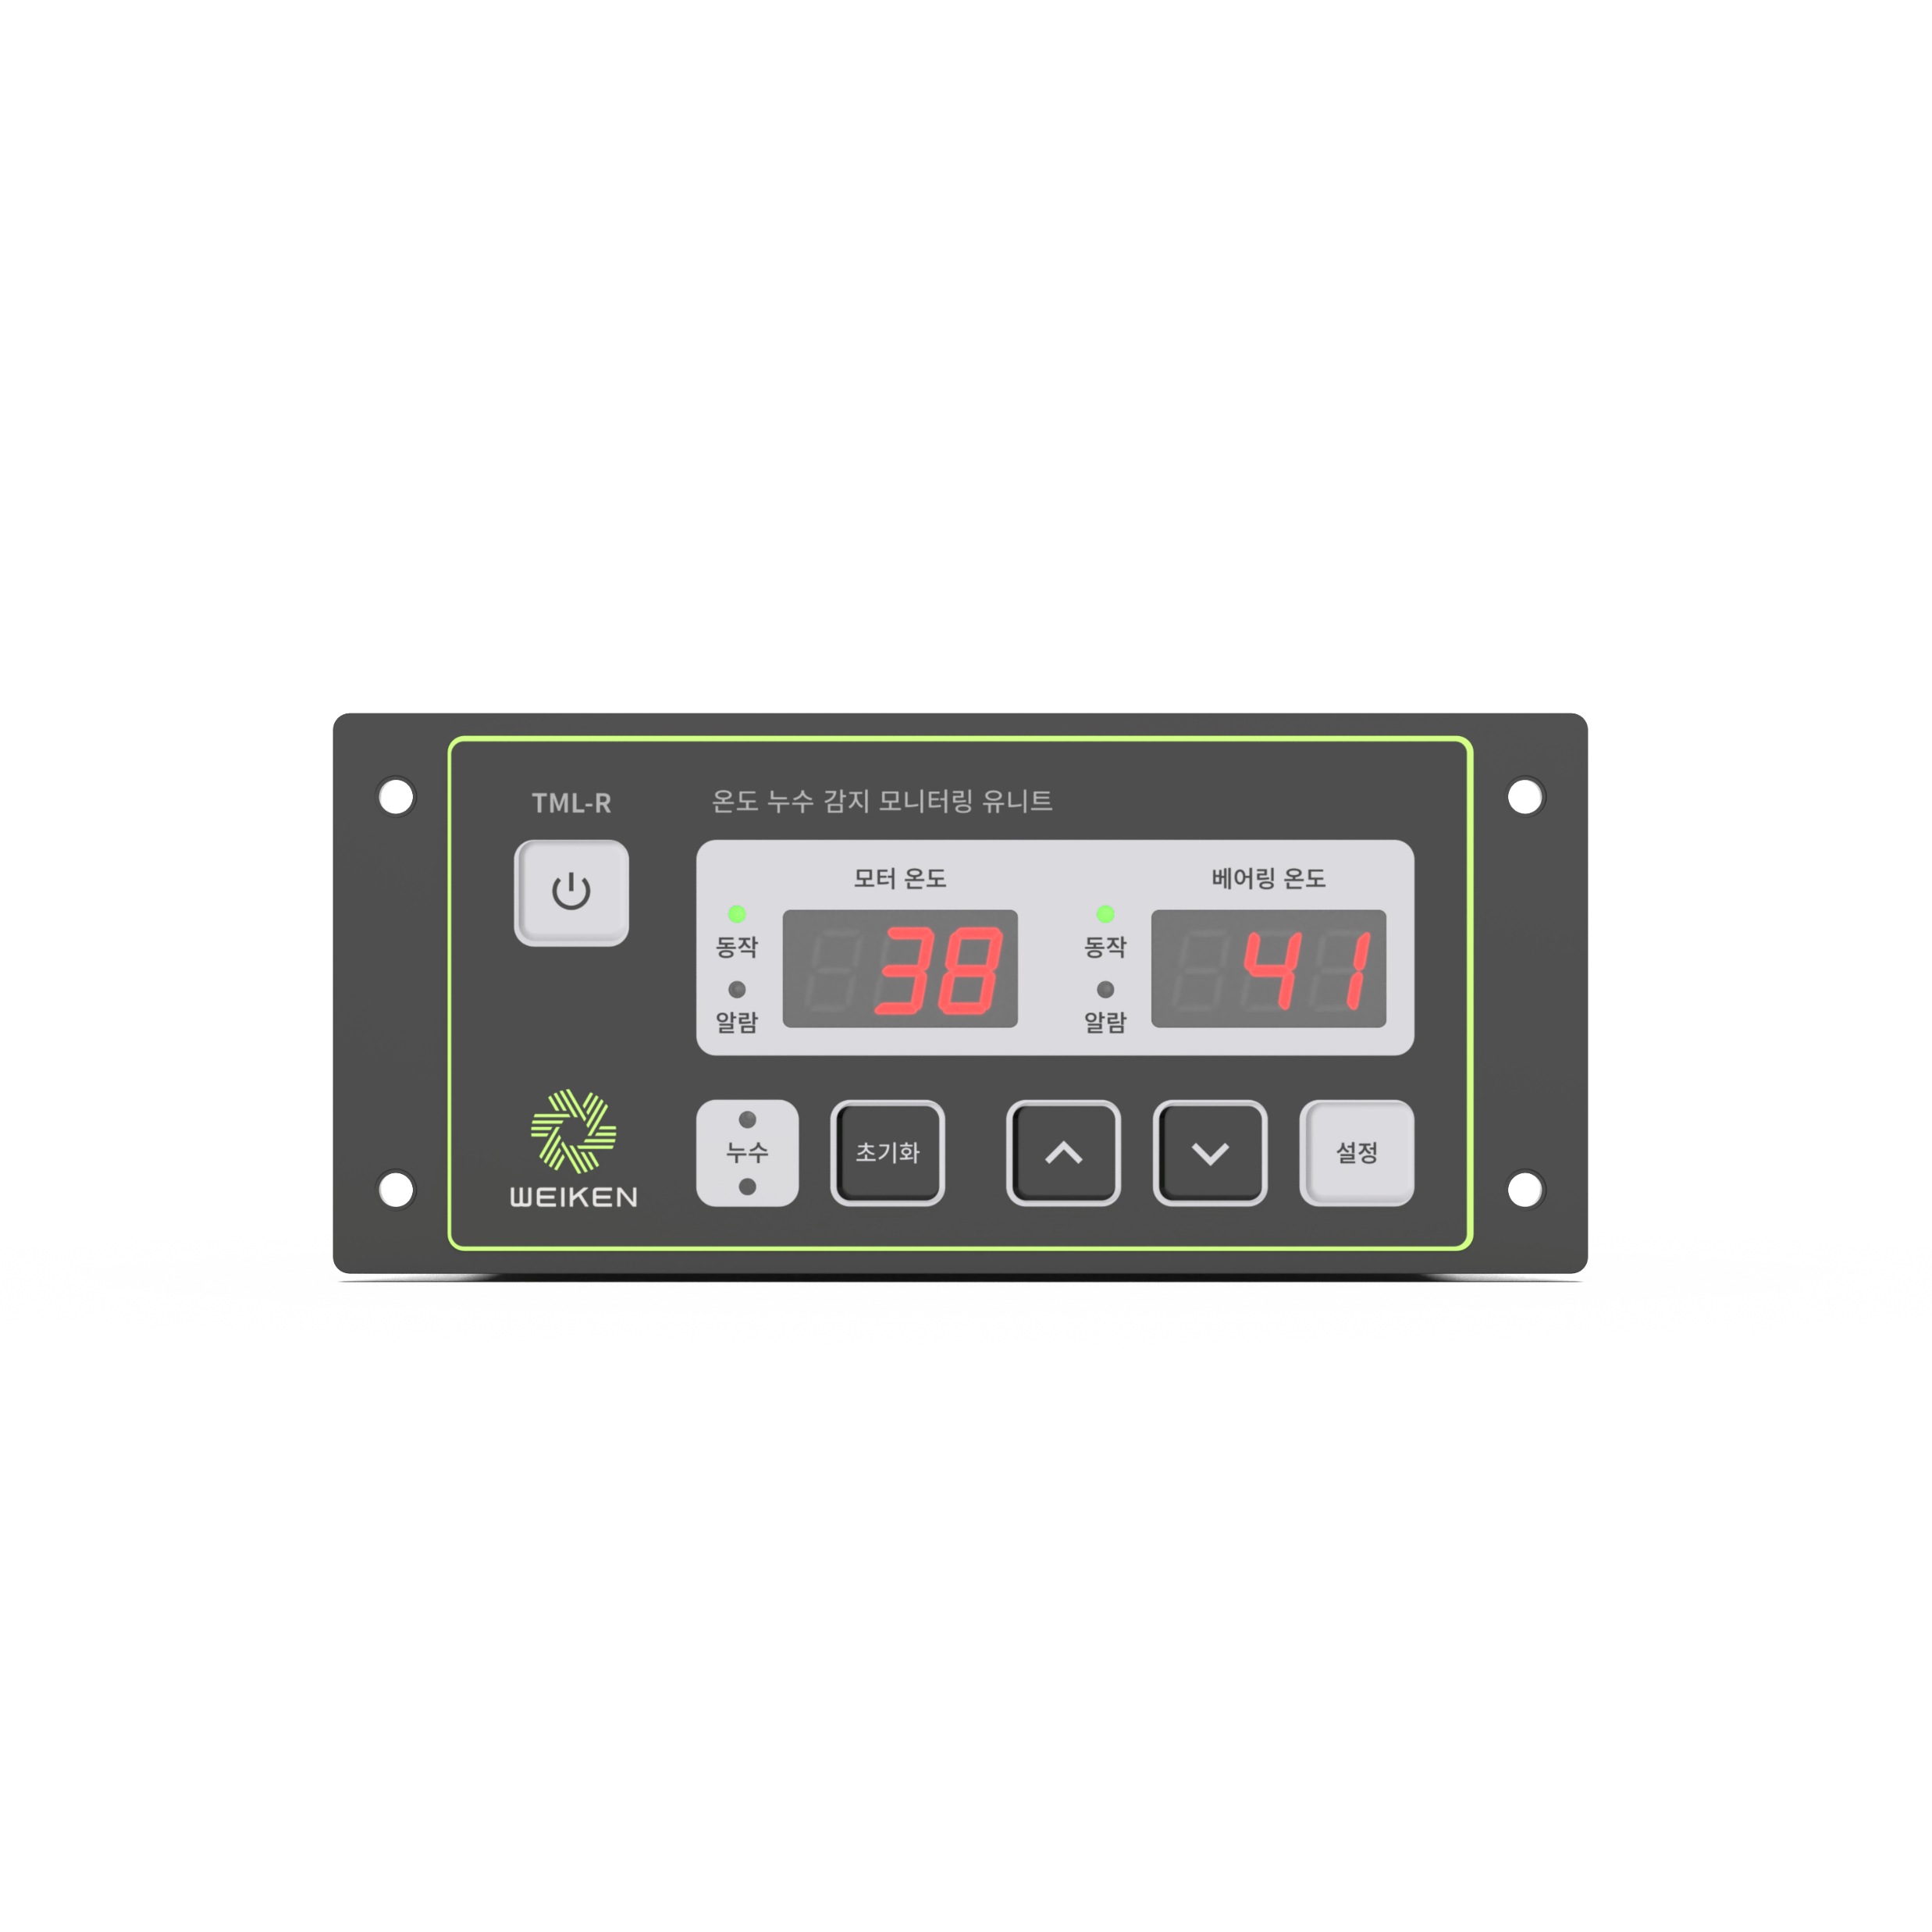 TML-R
온도 누수 감지 모니터링 유니트
모터 온도
베어링 온도
동작
38
동작
41
알람
알람
누수
초기화
설정
WEIKEN